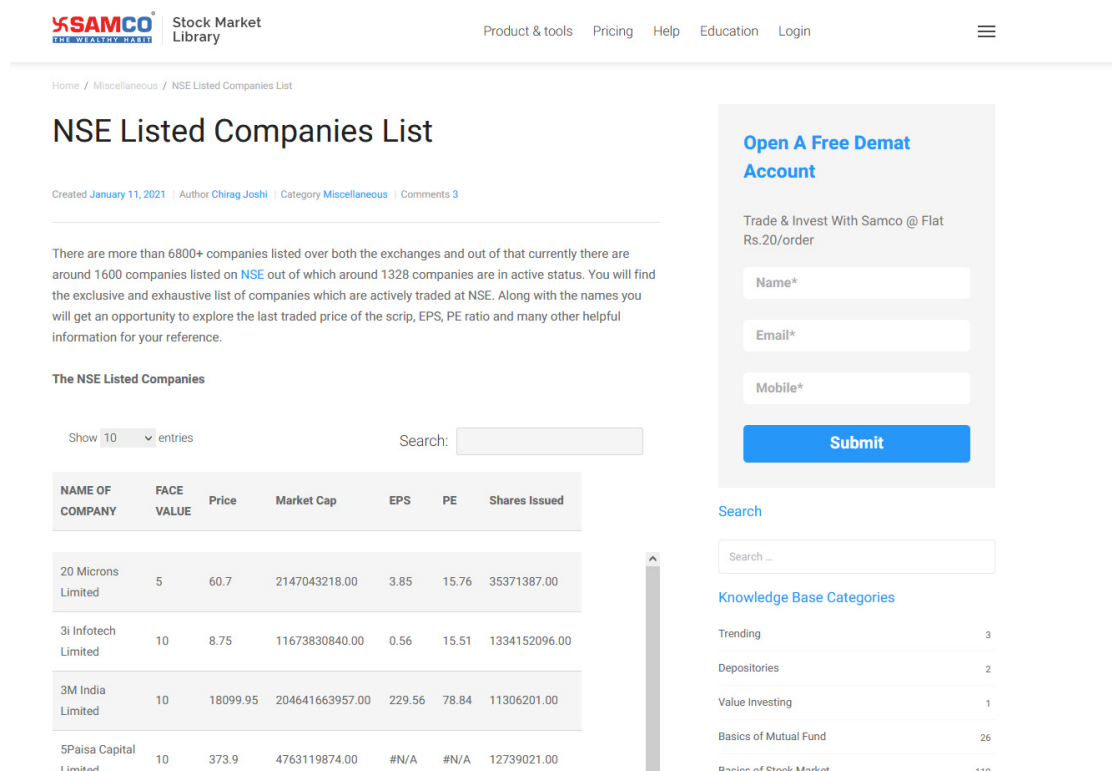 SAMCO
THE WEALTHY HABIT
Stock Market
Library
Product & tools Pricing Help Education Login
Home / Miscellaneous / NSE Listed Companies List
NSE Listed Companies List
Created January 11, 2021 | Author Chirag Joshi | Category Miscellaneous | Comments 3
There are more than 6800+ companies listed over both the exchanges and out of that currently there are
around 1600 companies listed on NSE out of which around 1328 companies are in active status. You will find
the exclusive and exhaustive list of companies which are actively traded at NSE. Along with the names you
will get an opportunity to explore the last traded price of the scrip, EPS, PE ratio and many other helpful
information for your reference.
The NSE Listed Companies
Show 10 entries Search:
NAME OF COMPANY FACE VALUE Price Market Cap EPS PE Shares Issued
20 Microns Limited 5 60.7 2147043218.00 3.85 15.76 35371387.00
3i Infotech Limited 10 8.75 11673830840.00 0.56 15.51 1334152096.00
3M India Limited 10 18099.95 204641663957.00 229.56 78.84 11306201.00
5Paisa Capital Limited 10 373.9 4763119874.00 #N/A #N/A 12739021.00
Open A Free Demat
Account
Trade & Invest With Samco @ Flat
Rs.20/order
Name*
Email*
Mobile*
Submit
Search
Search ...
Knowledge Base Categories
Trending 3
Depositories 2
Value Investing 1
Basics of Mutual Fund 26
Basics of Stock Market